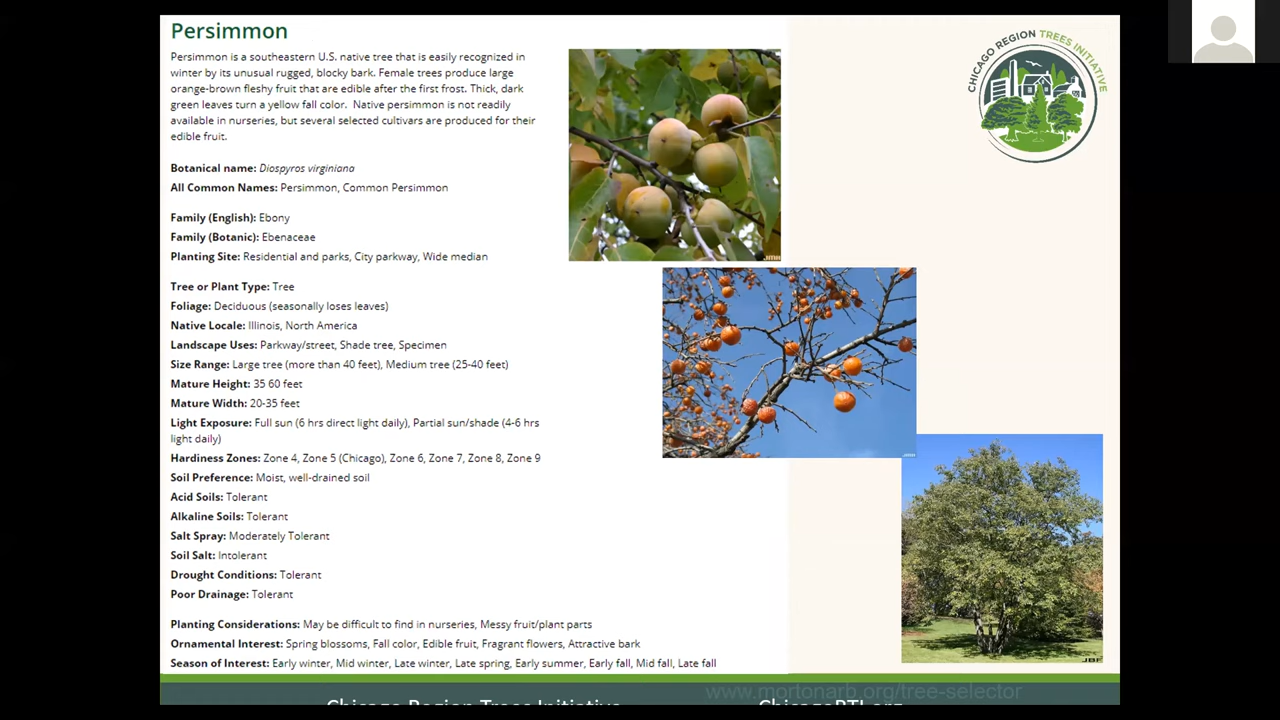 Persimmon
Persimmon is a southeastern U.S. native tree that is easily recognized in
winter by its unusual rugged, blocky bark. Female trees produce large
orange-brown fleshy fruit that are edible after the first frost. Thick, dark
green leaves turn a yellow fall color. Native persimmon is not readily
available in nurseries, but several selected cultivars are produced for their
edible fruit.
Botanical name: Diospyros virginiana
All Common Names: Persimmon, Common Persimmon
Family (English): Ebony
Family (Botanic): Ebenaceae
Planting Site: Residential and parks, City parkway, Wide median
Tree or Plant Type: Tree
Foliage: Deciduous (seasonally loses leaves)
Native Locale: Illinois, North America
Landscape Uses: Parkway/street, Shade tree, Specimen
Size Range: Large tree (more than 40 feet), Medium tree (25-40 feet)
Mature Height: 35 60 feet
Mature Width: 20-35 feet
Light Exposure: Full sun (6 hrs direct light daily), Partial sun/shade (4-6 hrs
light daily)
Hardiness Zones: Zone 4, Zone 5 (Chicago), Zone 6, Zone 7, Zone 8, Zone 9
Soil Preference: Moist, well-drained soil
Acid Soils: Tolerant
Alkaline Soils: Tolerant
Salt Spray: Moderately Tolerant
Soil Salt: Intolerant
Drought Conditions: Tolerant
Poor Drainage: Tolerant
Planting Considerations: May be difficult to find in nurseries, Messy fruit/plant parts
Ornamental Interest: Spring blossoms, Fall color, Edible fruit, Fragrant flowers, Attractive bark
Season of Interest: Early winter, Mid winter, Late winter, Late spring, Early summer, Early fall, Mid fall, Late fall
CHICAGO REGION TREES INITIATIVE
JBF
www.mortonarb.org/tree-selector
Chicago Region Trees Initiative
ChicagoRTI.org